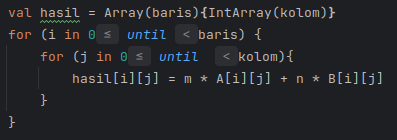 val hasil = Array(baris){IntArray(kolom)}
for (i in 0 ≤ until < baris) {
for (j in 0 ≤ until < kolom){
hasil[i][j] = m * A[i][j] + n * B[i][j]
}
}